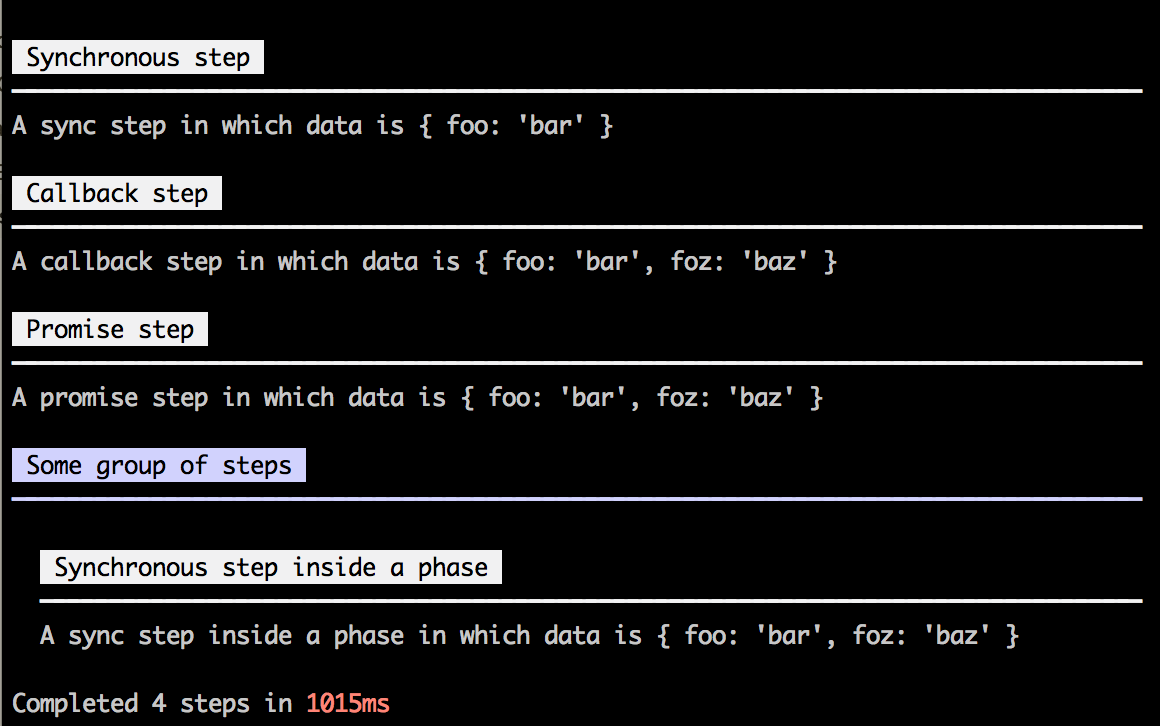 Synchronous step
A sync step in which data is { foo: 'bar' }
Callback step
A callback step in which data is { foo: 'bar', foz: 'baz' }
Promise step
A promise step in which data is { foo: 'bar', foz: 'baz' }
Some group of steps
Synchronous step inside a phase
A sync step inside a phase in which data is { foo: 'bar', foz: 'baz' }
Completed 4 steps in 1015ms